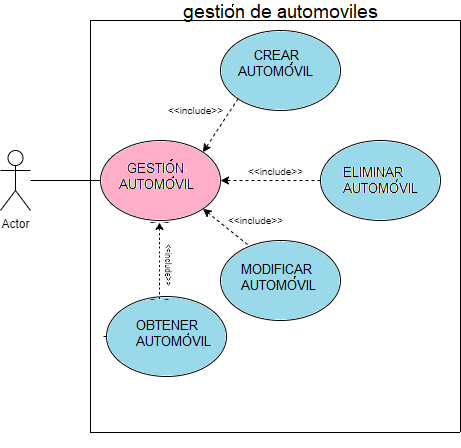 gestión de automoviles
CREAR
AUTOMÓVIL
<<include>>
GESTIÓN
AUTOMÓVIL
<<include>>
ELIMINAR
AUTOMÓVIL
Actor
<<include>>
MODIFICAR
AUTOMÓVIL
<<include>>
OBTENER
AUTOMÓVIL